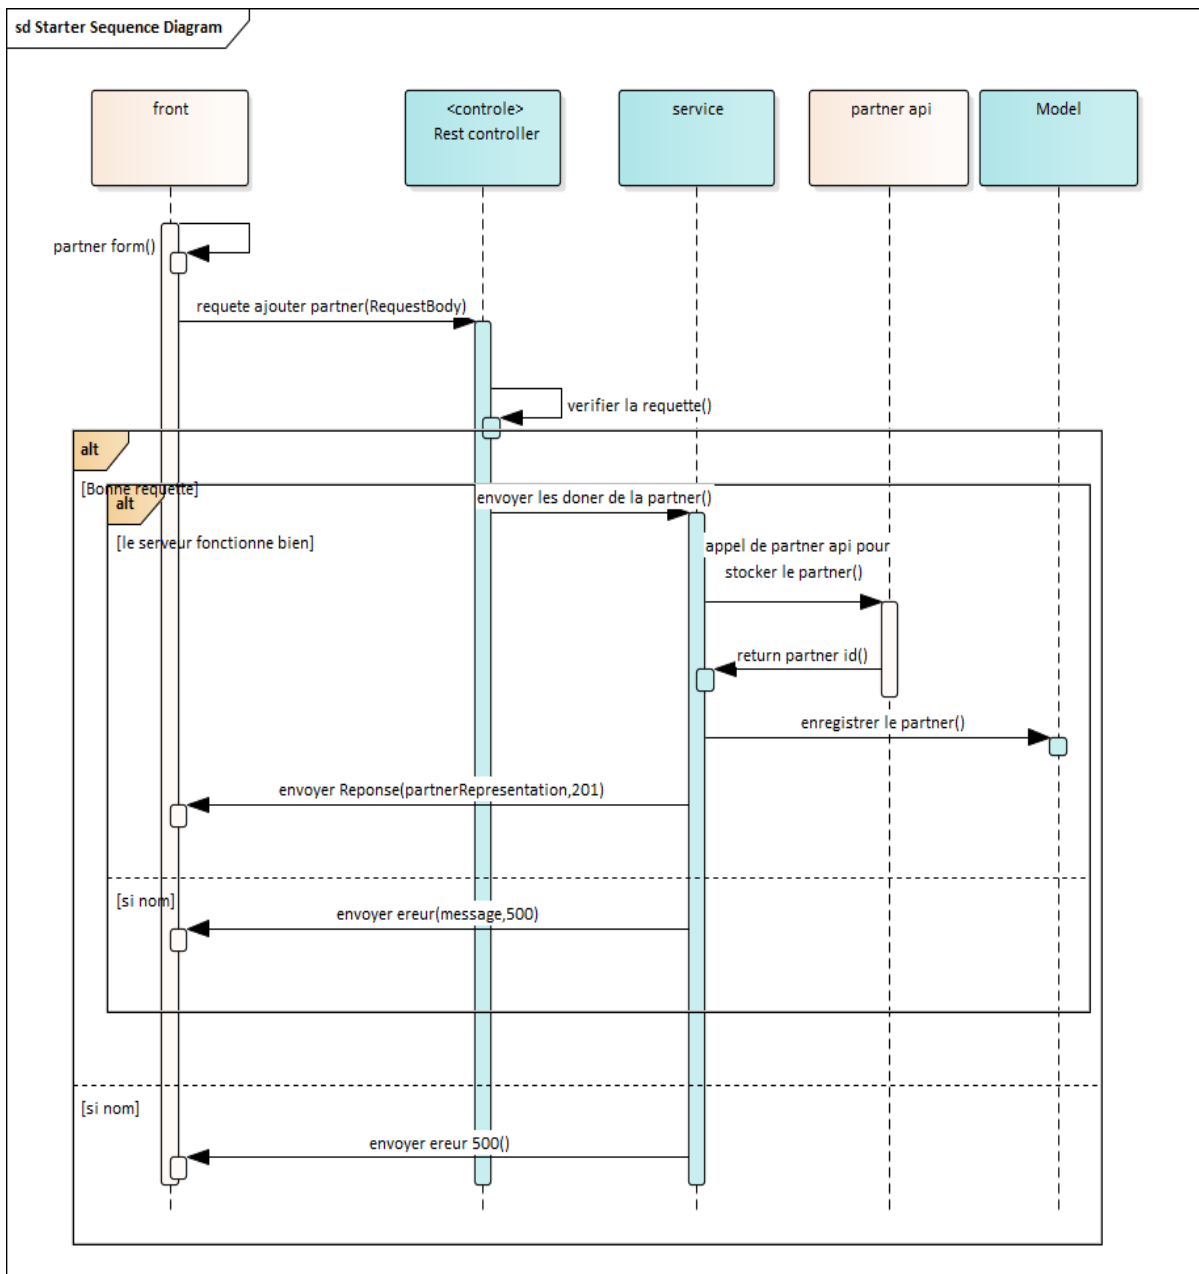 sd Starter Sequence Diagram
front
<controle>
Rest controller
service
partner api
Model
partner form()
requete ajouter partner(RequestBody)
verifier la requette()
alt
[Bonne requette]
alt
envoyer les doner de la partner()
[le serveur fonctionne bien]
appel de partner api pour
stocker le partner()
return partner id()
enregistrer le partner()
envoyer Reponse(partnerRepresentation,201)
[si nom]
envoyer ereur(message,500)
[si nom]
envoyer ereur 500()